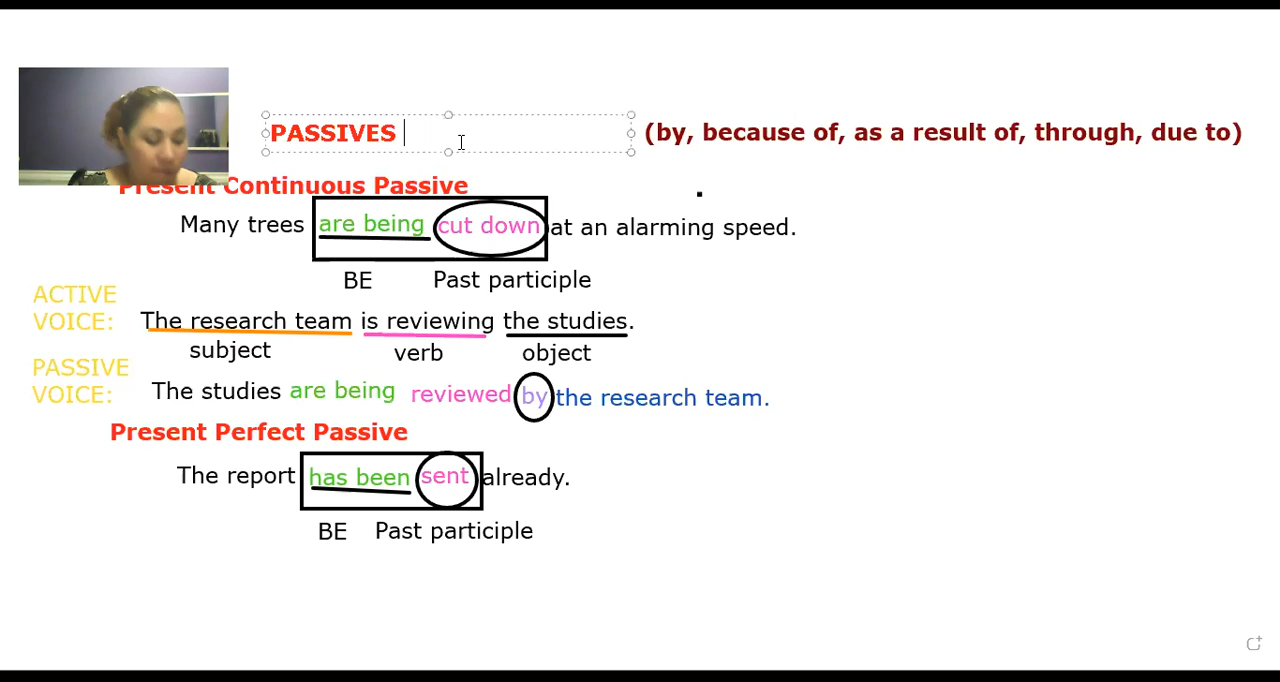 PASSIVES (by, because of, as a result of, through, due to)
Present Continuous Passive
Many trees are being cut down at an alarming speed.
BE Past participle
ACTIVE
VOICE: The research team is reviewing the studies.
subject verb object
PASSIVE
VOICE: The studies are being reviewed by the research team.
Present Perfect Passive
The report has been sent already.
BE Past participle